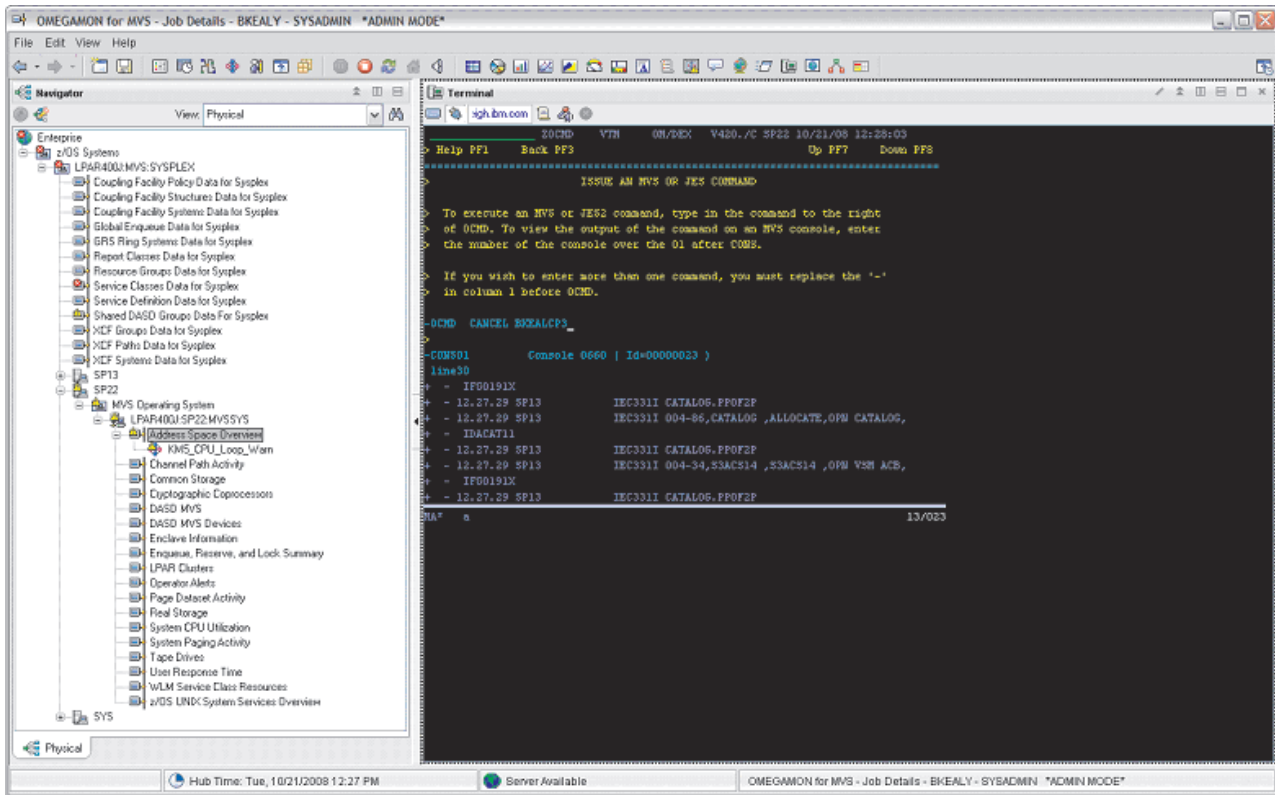 OMEGAMON for MVS - Job Details - BKEALY - SYSADMIN *ADMIN MODE*
File Edit View Help
Navigator
View: Physical
Enterprise
z/OS Systems
LPAR400J:MVS:SYSPLEX
Coupling Facility Policy Data for Sysplex
Coupling Facility Structures Data for Sysplex
Coupling Facility Systems Data for Sysplex
Global Enqueue Data for Sysplex
GRS Ring Systems Data for Sysplex
Report Classes Data for Sysplex
Resource Groups Data for Sysplex
Service Classes Data for Sysplex
Service Definition Data for Sysplex
Shared DASD Groups Data For Sysplex
XCF Groups Data for Sysplex
XCF Paths Data for Sysplex
XCF Systems Data for Sysplex
SP13
SP22
MVS Operating System
LPAR400J:SP22:MVSSYS
Address Space Overview
KM5_CPU_Loop_Warn
Channel Path Activity
Common Storage
Cryptographic Coprocessors
DASD MVS
DASD MVS Devices
Enclave Information
Enqueue, Reserve, and Lock Summary
LPAR Clusters
Operator Alerts
Page Dataset Activity
Real Storage
System CPU Utilization
System Paging Activity
Tape Drives
User Response Time
WLM Service Class Resources
z/OS UNIX System Services Overview
SYS
Physical
Terminal
sigh.ibm.com
ZOCMD VTM OM/DEX V420./C SP22 10/21/08 12:28:03
> Help PF1 Back PF3 Up PF7 Down PF8
> ISSUE AN MVS OR JES COMMAND
> To execute an MVS or JES2 command, type in the command to the right
> of OCMD. To view the output of the command on an MVS console, enter
> the number of the console over the 01 after CONS.
> If you wish to enter more than one command, you must replace the '-'
> in column 1 before OCMD.
-OCMD CANCEL BKEALCP3_
>
-CONS01 Console 0660 | Id=00000023 )
line30
+ - IFG0191X
+ - 12.27.29 SP13 IEC331I CATALOG.PPOF2P
+ - 12.27.29 SP13 IEC331I 004-86,CATALOG ,ALLOCATE,OPN CATALOG,
+ - IDACAT11
+ - 12.27.29 SP13 IEC331I CATALOG.PPOF2P
+ - 12.27.29 SP13 IEC331I 004-34,S3ACS14 ,S3ACS14 ,OPN VSM ACB,
+ - IFG0191X
+ - 12.27.29 SP13 IEC331I CATALOG.PPOF2P
MA* a 13/023
Hub Time: Tue, 10/21/2008 12:27 PM
Server Available
OMEGAMON for MVS - Job Details - BKEALY - SYSADMIN *ADMIN MODE*